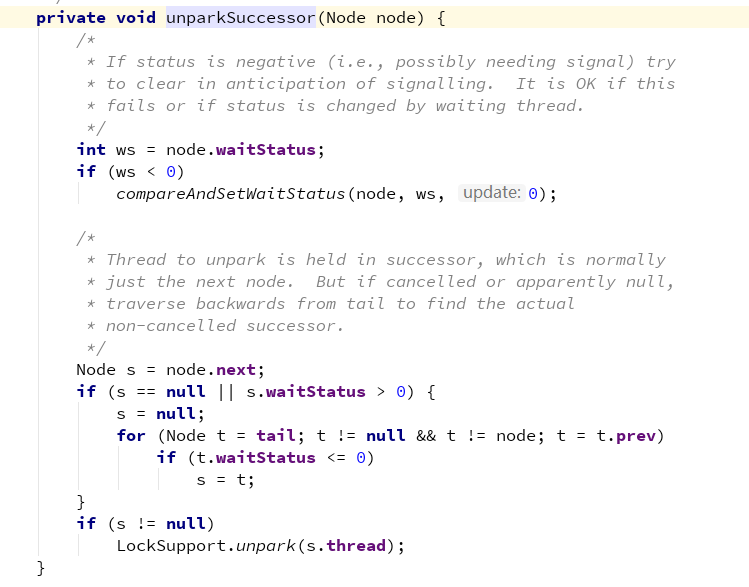 private void unparkSuccessor(Node node) {
/*
* If status is negative (i.e., possibly needing signal) try
* to clear in anticipation of signalling.  It is OK if this
* fails or if status is changed by waiting thread.
*/
int ws = node.waitStatus;
if (ws < 0)
compareAndSetWaitStatus(node, ws, update: 0);
/*
* Thread to unpark is held in successor, which is normally
* just the next node.  But if cancelled or apparently null,
* traverse backwards from tail to find the actual
* non-cancelled successor.
*/
Node s = node.next;
if (s == null || s.waitStatus > 0) {
s = null;
for (Node t = tail; t != null && t != node; t = t.prev)
if (t.waitStatus <= 0)
s = t;
}
if (s != null)
LockSupport.unpark(s.thread);
}